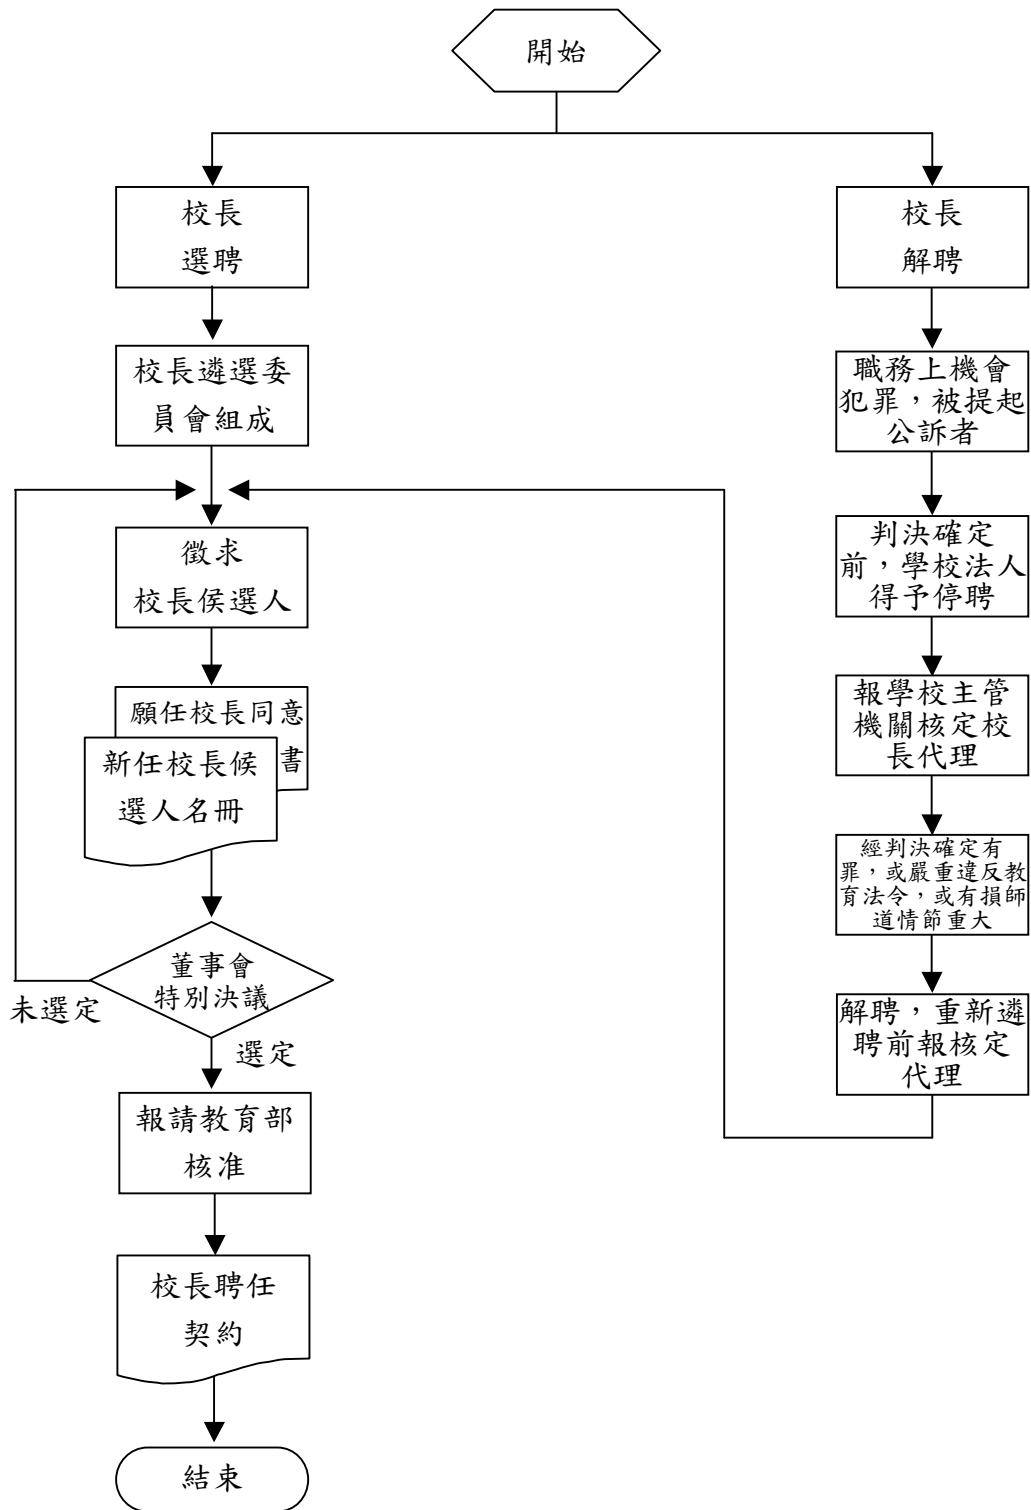 開始
校長
選聘
校長遴選委
員會組成
徵求
校長侯選人
願任校長同意
書
新任校長候
選人名冊
董事會
特別決議
未選定
選定
報請教育部
核准
校長聘任
契約
結束
校長
解聘
職務上機會
犯罪，被提起
公訴者
判決確定
前，學校法人
得予停聘
報學校主管
機關核定校
長代理
經判決確定有
罪，或嚴重違反教
育法令，或有損師
道情節重大
解聘，重新遴
聘前報核定
代理